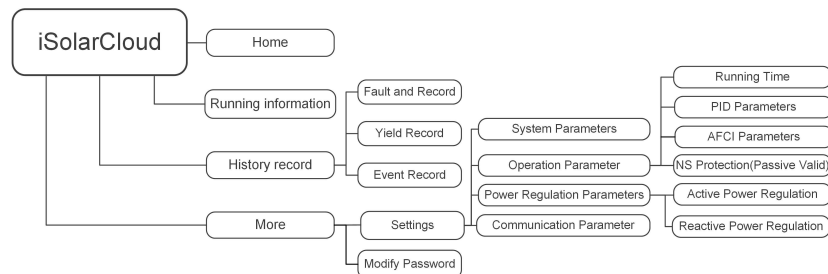 iSolarCloud
Home
Running information
History record
Fault and Record
Yield Record
Event Record
More
Settings
Modify Password
System Parameters
Operation Parameter
Power Regulation Parameters
Communication Parameter
Running Time
PID Parameters
AFCI Parameters
NS Protection(Passive Valid)
Active Power Regulation
Reactive Power Regulation